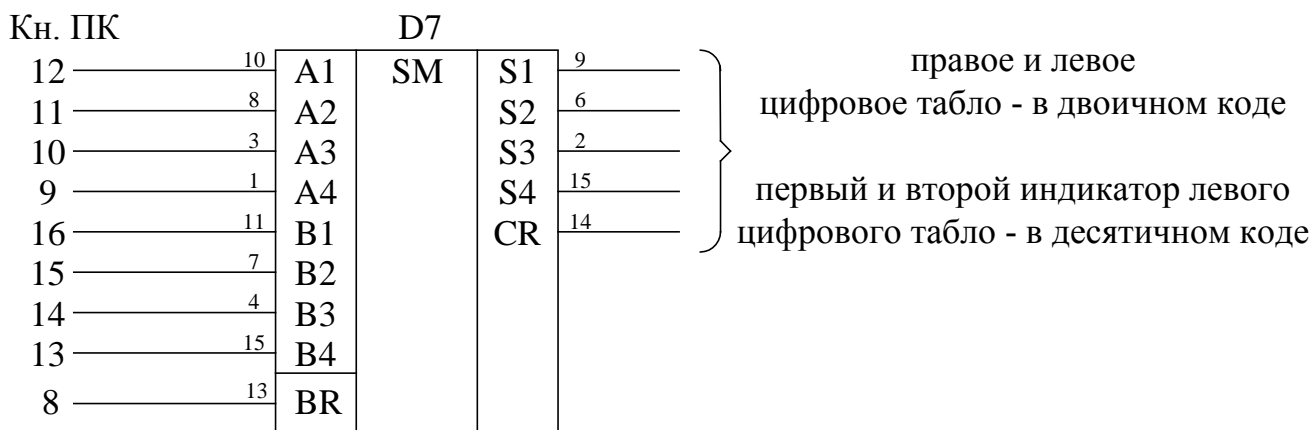 Кн. ПК D7
12 10 A1 SM S1 9
11 8 A2 S2 6
10 3 A3 S3 2
9 1 A4 S4 15
16 11 B1 CR 14
15 7 B2
14 4 B3
13 15 B4
8 13 BR
правое и левое
цифровое табло - в двоичном коде
первый и второй индикатор левого
цифрового табло - в десятичном коде